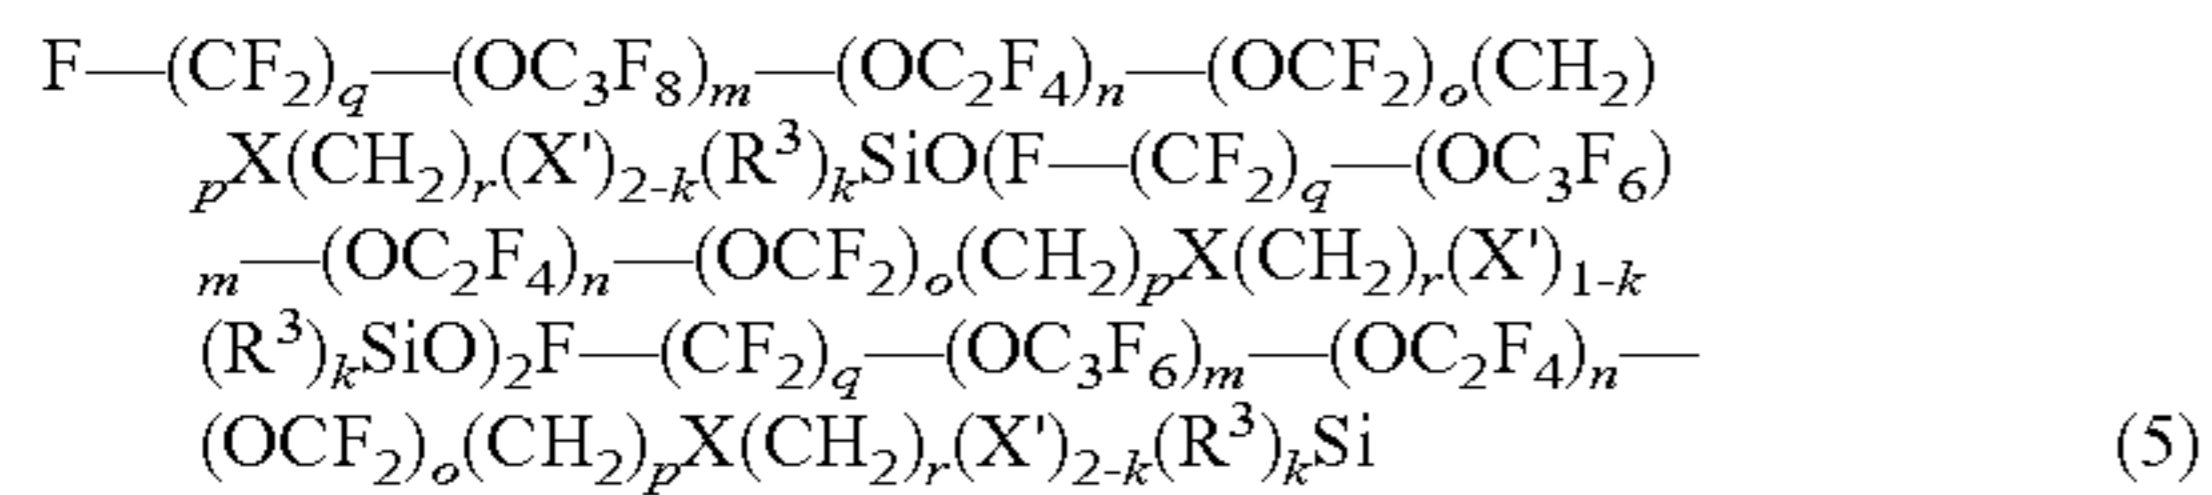 F—(CF₂)q—(OC₃F₈)m—(OC₂F₄)n—(OCF₂)o(CH₂)
pX(CH₂)r(X')₂₋k(R³)kSiO(F—(CF₂)q—(OC₃F₆)
m—(OC₂F₄)n—(OCF₂)o(CH₂)pX(CH₂)r(X')₁₋k
(R³)kSiO)₂F—(CF₂)q—(OC₃F₆)m—(OC₂F₄)n—
(OCF₂)o(CH₂)pX(CH₂)r(X')₂₋k(R³)kSi (5)